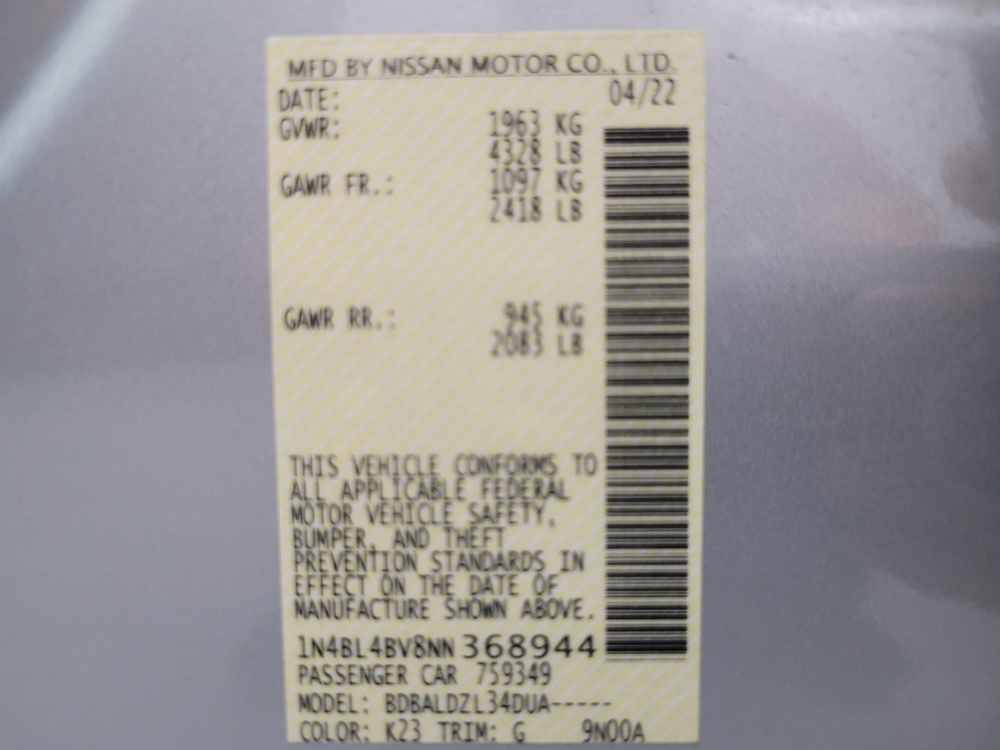 MFD BY NISSAN MOTOR CO., LTD.
DATE: 04/22
GVWR: 1963 KG
4328 LB
GAWR FR.: 1097 KG
2418 LB
GAWR RR.: 945 KG
2083 LB
THIS VEHICLE CONFORMS TO
ALL APPLICABLE FEDERAL
MOTOR VEHICLE SAFETY,
BUMPER, AND THEFT
PREVENTION STANDARDS IN
EFFECT ON THE DATE OF
MANUFACTURE SHOWN ABOVE.
1N4BL4BV8NN368944
PASSENGER CAR 759349
MODEL: BDBALDZL34DUA-----
COLOR: K23 TRIM: G 9N00A